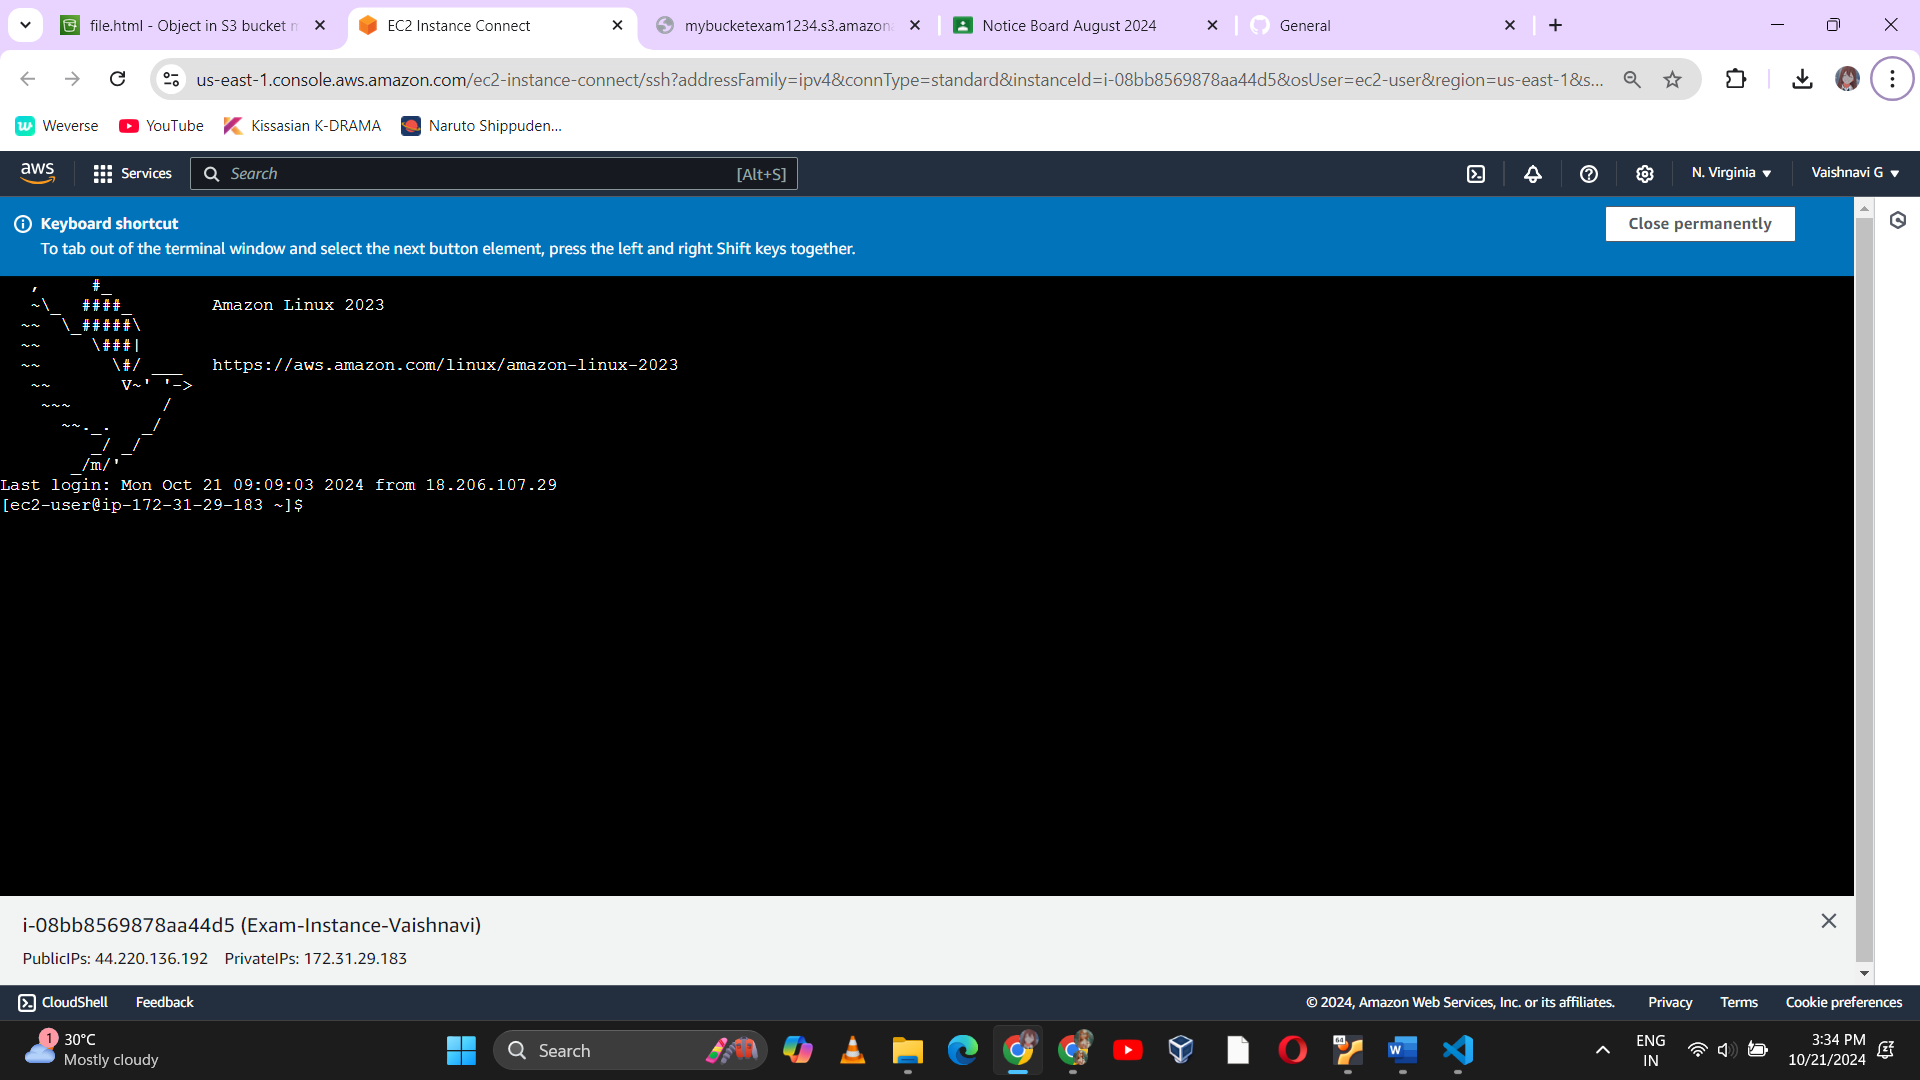 file.html - Object in S3 bucket m
EC2 Instance Connect
mybucketexam1234.s3.amazona
Notice Board August 2024
General
us-east-1.console.aws.amazon.com/ec2-instance-connect/ssh?addressFamily=ipv4&connType=standard&instanceId=i-08bb8569878aa44d5&osUser=ec2-user&region=us-east-1&s...
Weverse
YouTube
Kissasian K-DRAMA
Naruto Shippuden...
aws
Services
Search
[Alt+S]
N. Virginia
Vaishnavi G
Keyboard shortcut
To tab out of the terminal window and select the next button element, press the left and right Shift keys together.
Close permanently
   ,     #_
   ~\_  ####_        Amazon Linux 2023
  ~~  \_#####\
  ~~     \###|
  ~~       \#/ ___   https://aws.amazon.com/linux/amazon-linux-2023
   ~~       V~' '->
    ~~~         /
      ~~._.   _/
         _/ _/
       _/m/'
Last login: Mon Oct 21 09:09:03 2024 from 18.206.107.29
[ec2-user@ip-172-31-29-183 ~]$
i-08bb8569878aa44d5 (Exam-Instance-Vaishnavi)
PublicIPs: 44.220.136.192 PrivateIPs: 172.31.29.183
CloudShell
Feedback
© 2024, Amazon Web Services, Inc. or its affiliates.
Privacy
Terms
Cookie preferences
1
30°C
Mostly cloudy
Search
64
W
ENG
IN
3:34 PM
10/21/2024